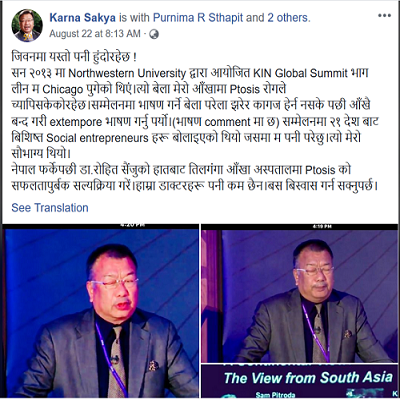 Karna Sakya is with Purnima R Sthapit and 2 others.
August 22 at 8:13 AM
जिवनमा यस्तो पनी हुंदोरहेछ !
सन २०१३ मा Northwestern University द्वारा आयोजित KIN Global Summit भाग
लीन म Chicago पुगेको थिएं।त्यो बेला मेरो आँखामा Ptosis रोगले
च्यापिसकेकोरहेछ।सम्मेलनमा भाषण गर्ने बेला परेला झरेर कागज हेर्न नसके पछी आँखै
बन्द गरी extempore भाषण गर्नु पर्यो।(भाषण comment मा छ) सम्मेलनमा २१ देश बाट
बिशिष्त Social entrepreneurs हरू बोलाइएको थियो जसमा म पनी परेछु।त्यो मेरो
सौभाग्य थियो।
नेपाल फर्केपछी डा.रोहित सैंजुको हातबाट तिलगंगा आँखा अस्पतालमा Ptosis को
सफलतापुर्बक सल्यक्रिया गरें।हाम्रा डाक्टरहरू पनी कम छैन।बस बिस्वास गर्न सक्नुपर्छ।
See Translation
4:20 PM
4:19 PM
The View from South Asia
Sam Pitroda
K